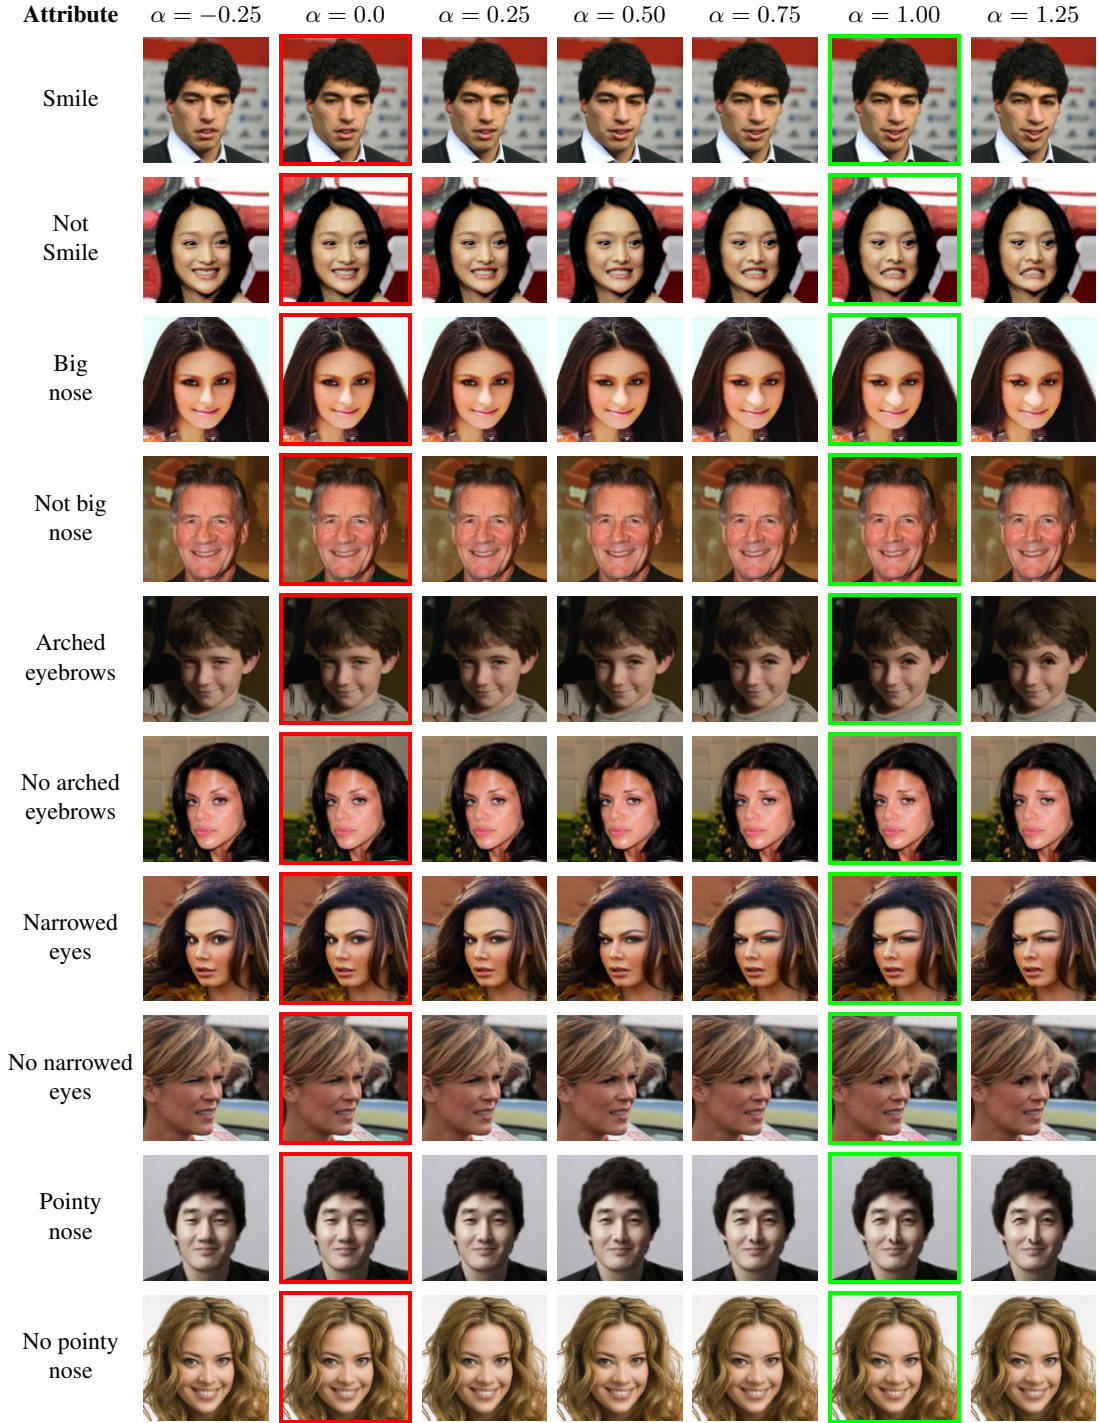 Attribute α = −0.25 α = 0.0 α = 0.25 α = 0.50 α = 0.75 α = 1.00 α = 1.25
Smile
Not
Smile
Big
nose
Not big
nose
Arched
eyebrows
No arched
eyebrows
Narrowed
eyes
No narrowed
eyes
Pointy
nose
No pointy
nose